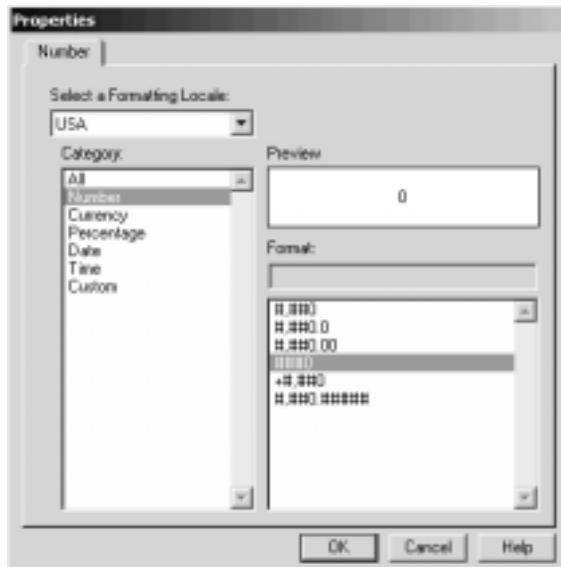 Properties
Number
Select a Formatting Locale:
USA
Category:
All
Number
Currency
Percentage
Date
Time
Custom
Preview
0
Format:
#,##0
#,##0.0
#,##0.00
###0
+#,##0
#,##0.#####
OK
Cancel
Help